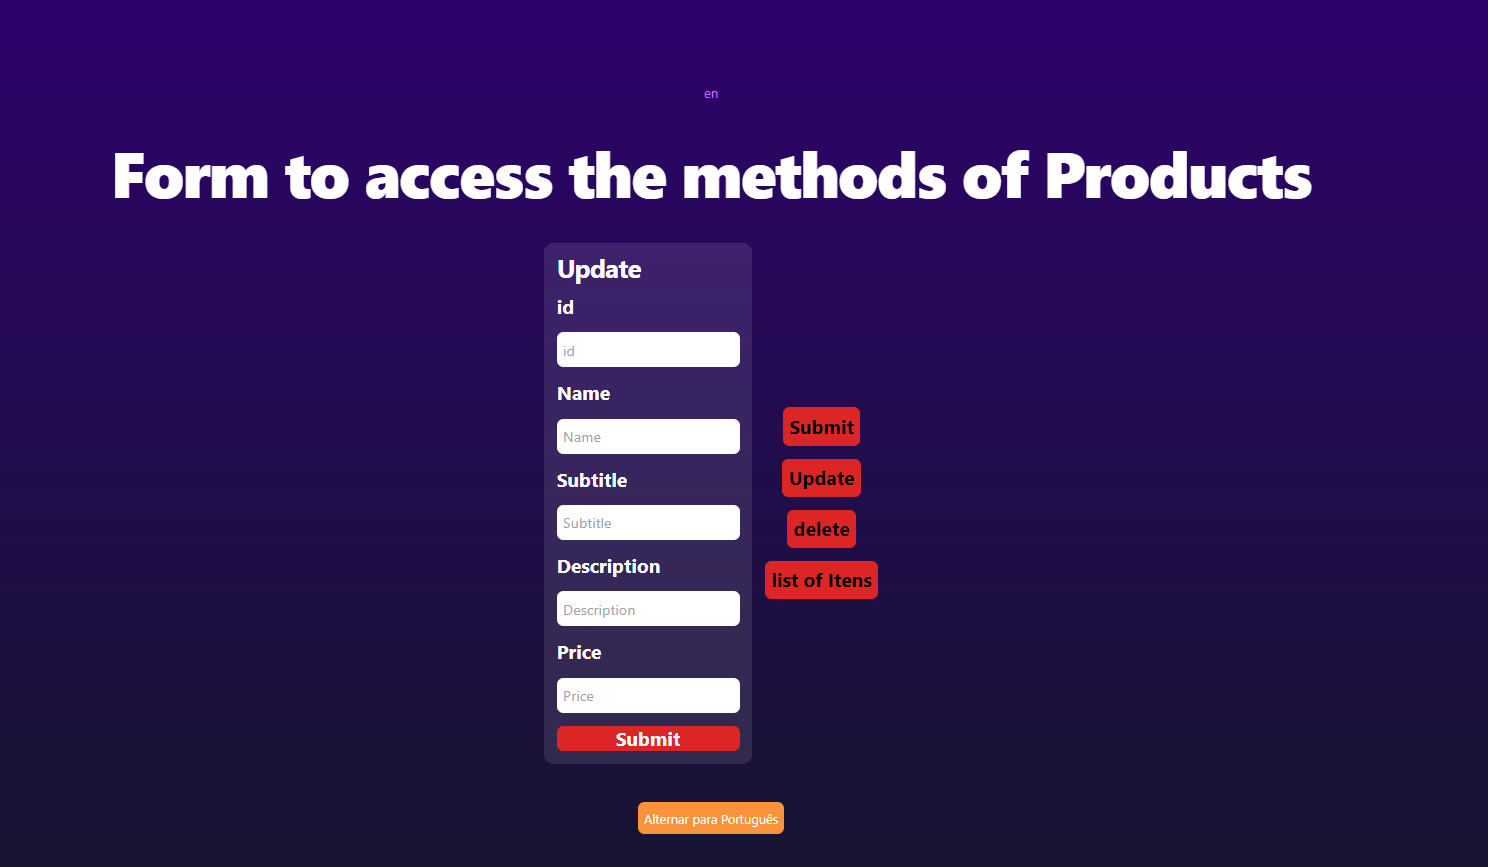 en
Form to access the methods of Products
Update
id
id
Name
Name
Subtitle
Subtitle
Description
Description
Price
Price
Submit
Submit
Update
delete
list of Itens
Alternar para Português